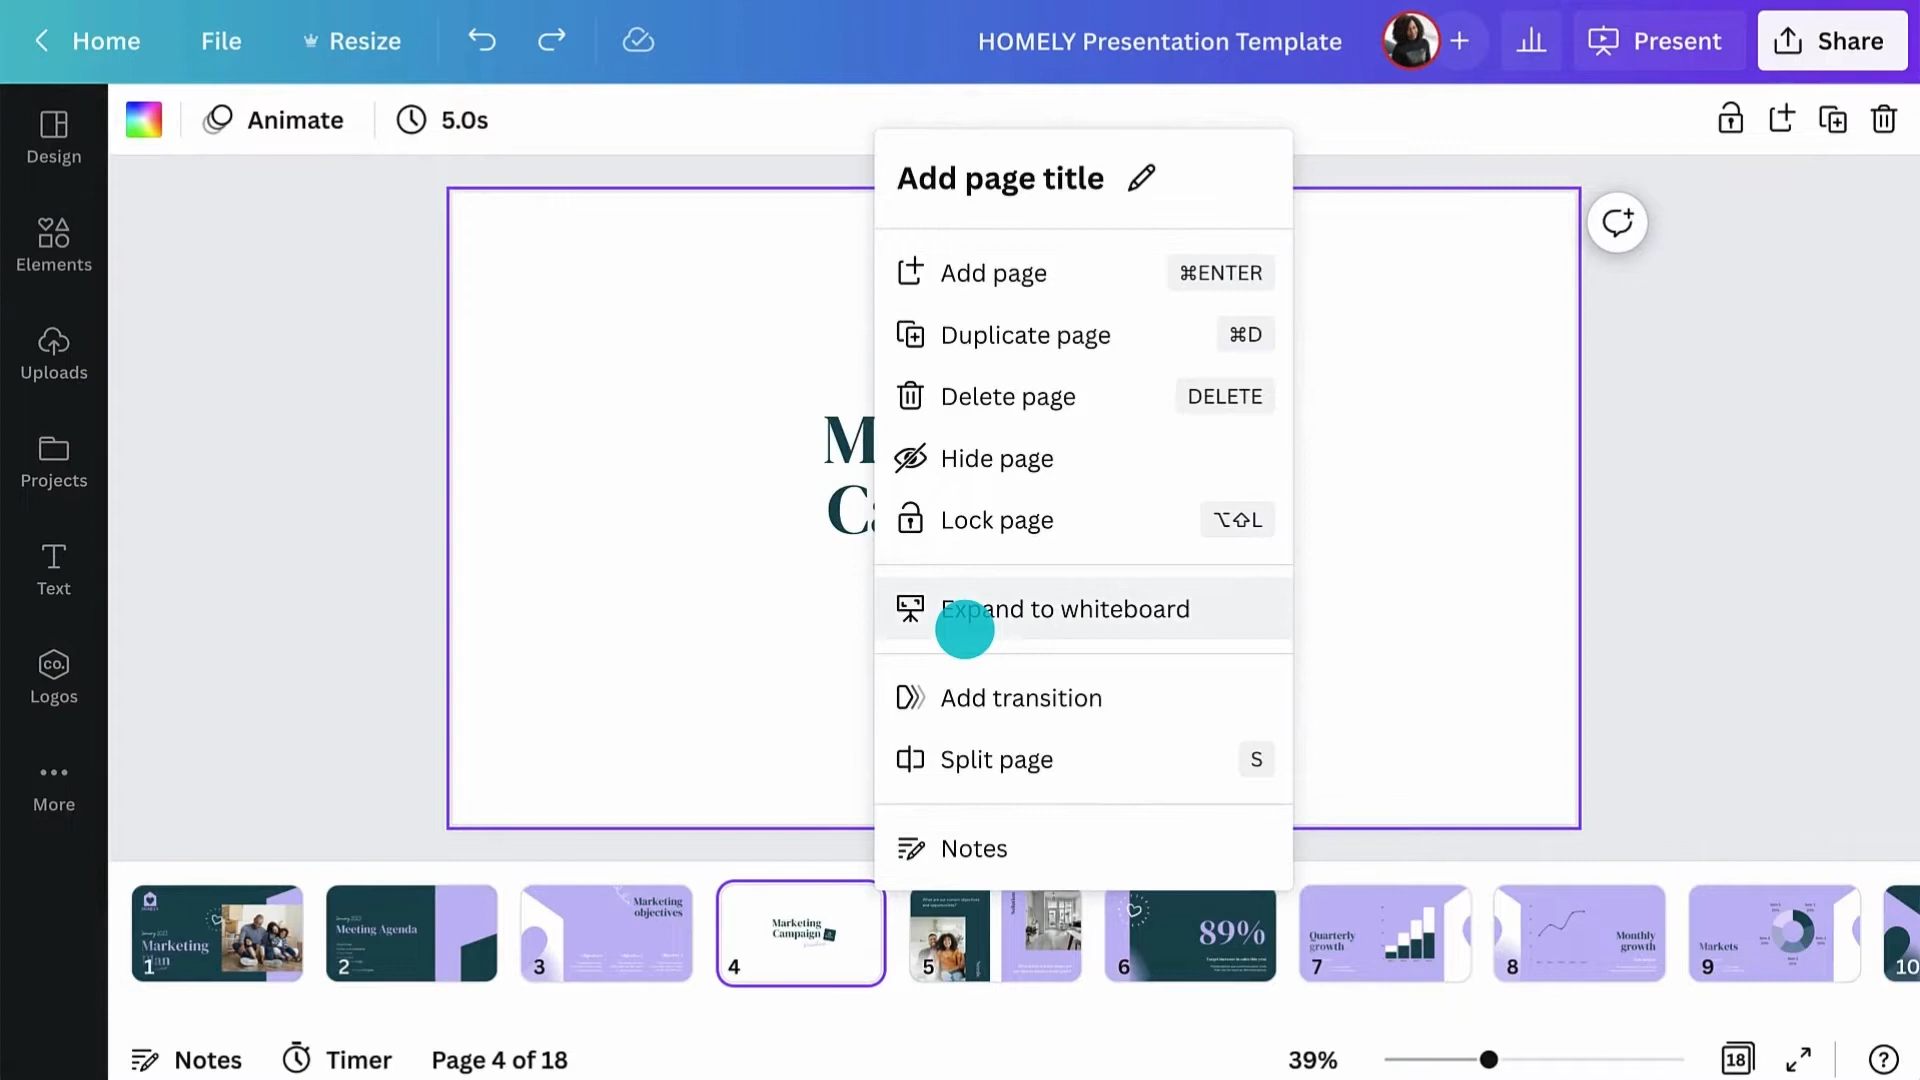 Home
File
Resize
HOMELY Presentation Template
Present
Share
Animate
5.0s
Design
Elements
Uploads
Projects
Text
CO.
Logos
More
M
Ca
Add page title
Add page ⌘ENTER
Duplicate page ⌘D
Delete page DELETE
Hide page
Lock page ⌥⇧L
Expand to whiteboard
Add transition
Split page S
Notes
Marketing
Plan
1
Meeting Agenda
2
Marketing
objectives
3
Marketing
Campaign
4
5
89%
6
Quarterly
growth
7
Monthly
growth
8
Markets
9
10
Notes
Timer
Page 4 of 18
39%
18